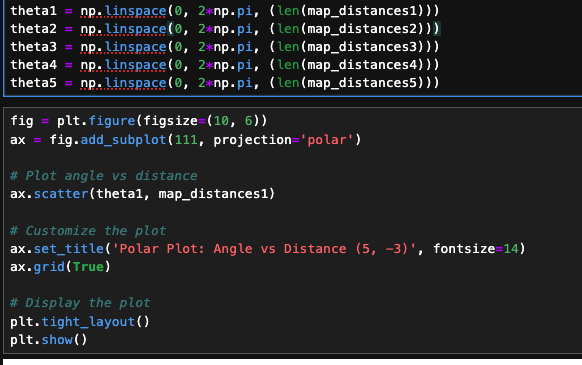 theta1 = np.linspace(0, 2*np.pi, (len(map_distances1)))
theta2 = np.linspace(0, 2*np.pi, (len(map_distances2)))
theta3 = np.linspace(0, 2*np.pi, (len(map_distances3)))
theta4 = np.linspace(0, 2*np.pi, (len(map_distances4)))
theta5 = np.linspace(0, 2*np.pi, (len(map_distances5)))
fig = plt.figure(figsize=(10, 6))
ax = fig.add_subplot(111, projection='polar')
# Plot angle vs distance
ax.scatter(theta1, map_distances1)
# Customize the plot
ax.set_title('Polar Plot: Angle vs Distance (5, -3)', fontsize=14)
ax.grid(True)
# Display the plot
plt.tight_layout()
plt.show()